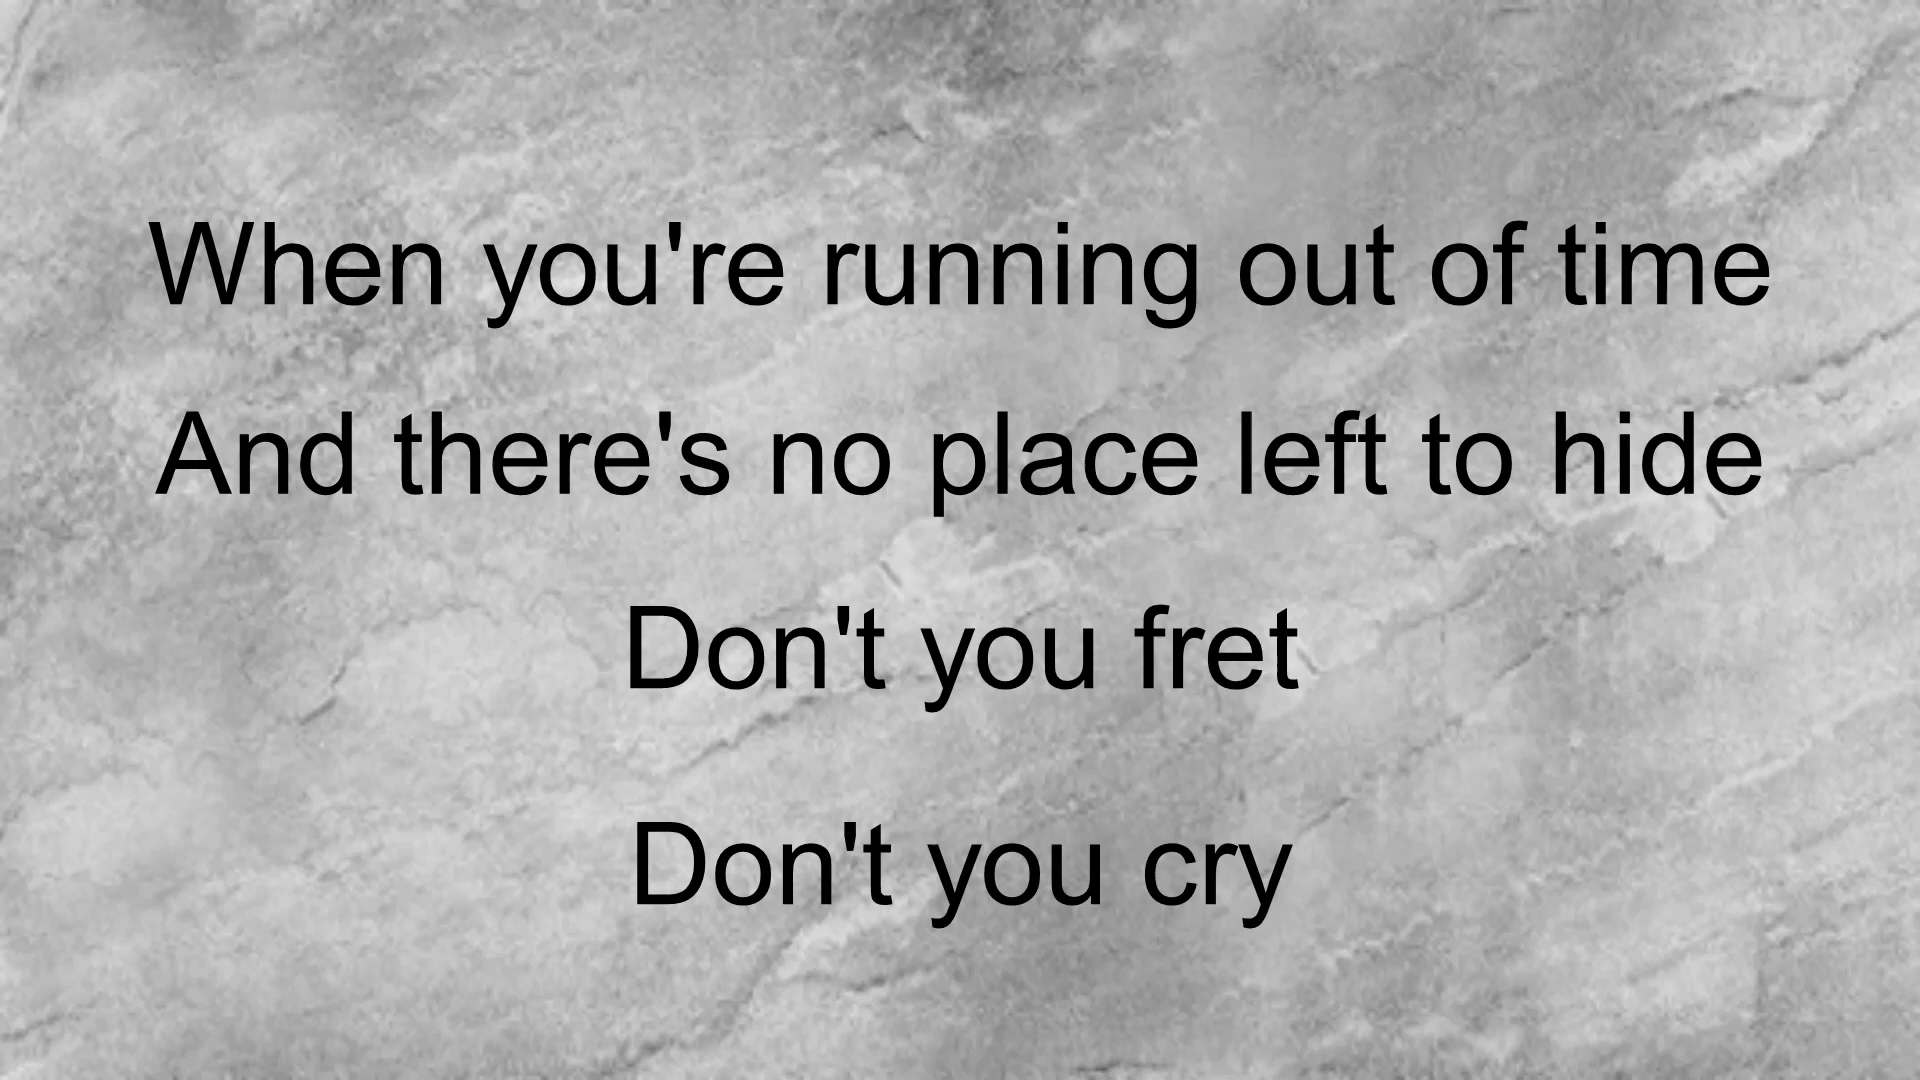 When you're running out of time
And there's no place left to hide
Don't you fret
Don't you cry